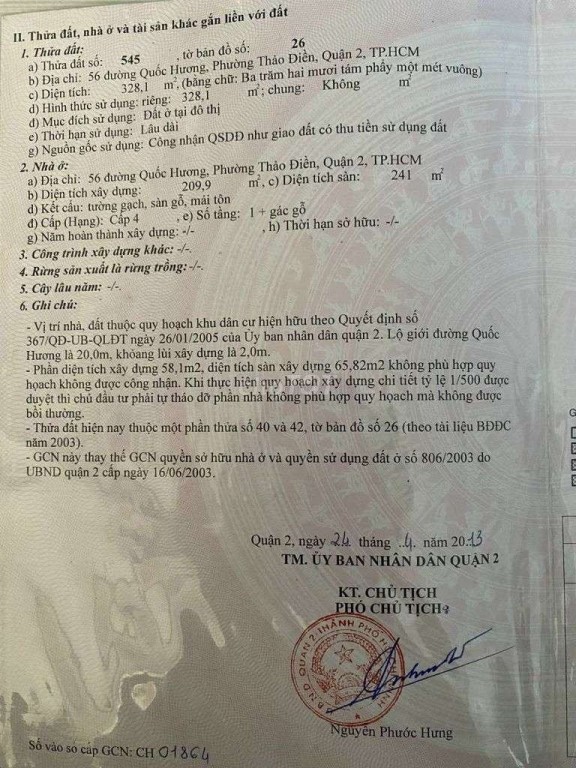 II. Thửa đất, nhà ở và tài sản khác gắn liền với đất
1. Thửa đất:
a) Thửa đất số: 545 , tờ bản đồ số: 26
b) Địa chỉ: 56 đường Quốc Hương, Phường Thảo Điền, Quận 2, TP.HCM
c) Diện tích: 328,1 m², (bằng chữ: Ba trăm hai mươi tám phẩy một mét vuông)
d) Hình thức sử dụng: riêng: 328,1 m²; chung: Không m²
đ) Mục đích sử dụng: Đất ở tại đô thị
e) Thời hạn sử dụng: Lâu dài
g) Nguồn gốc sử dụng: Công nhận QSDĐ như giao đất có thu tiền sử dụng đất
2. Nhà ở:
a) Địa chỉ: 56 đường Quốc Hương, Phường Thảo Điền, Quận 2, TP.HCM
b) Diện tích xây dựng: 209,9 m², c) Diện tích sàn: 241 m²
d) Kết cấu: tường gạch, sàn gỗ, mái tôn
đ) Cấp (Hạng): Cấp 4 , e) Số tầng: 1 + gác gỗ
g) Năm hoàn thành xây dựng: -/- , h) Thời hạn sở hữu: -/-
3. Công trình xây dựng khác: -/-.
4. Rừng sản xuất là rừng trồng: -/-.
5. Cây lâu năm: -/-.
6. Ghi chú:
- Vị trí nhà, đất thuộc quy hoạch khu dân cư hiện hữu theo Quyết định số
367/QĐ-UB-QLĐT ngày 26/01/2005 của Ủy ban nhân dân quận 2. Lộ giới đường Quốc
Hương là 20,0m, khoảng lùi xây dựng là 2,0m.
- Phần diện tích xây dựng 58,1m2, diện tích sàn xây dựng 65,82m2 không phù hợp quy
hoạch không được công nhận. Khi thực hiện quy hoạch xây dựng chi tiết tỷ lệ 1/500 được
duyệt thì chủ đầu tư phải tự tháo dỡ phần nhà không phù hợp quy hoạch mà không được
bồi thường.
- Thửa đất hiện nay thuộc một phần thửa số 40 và 42, tờ bản đồ số 26 (theo tài liệu BĐĐC
năm 2003).
- GCN này thay thế GCN quyền sở hữu nhà ở và quyền sử dụng đất ở số 806/2003 do
UBND quận 2 cấp ngày 16/06/2003.
Quận 2, ngày 24 tháng 4 năm 2013
TM. ỦY BAN NHÂN DÂN QUẬN 2
KT. CHỦ TỊCH
PHÓ CHỦ TỊCH
U.B.N.D QUẬN 2 THÀNH PHỐ
Nguyễn Phước Hưng
Số vào sổ cấp GCN: CH 01864